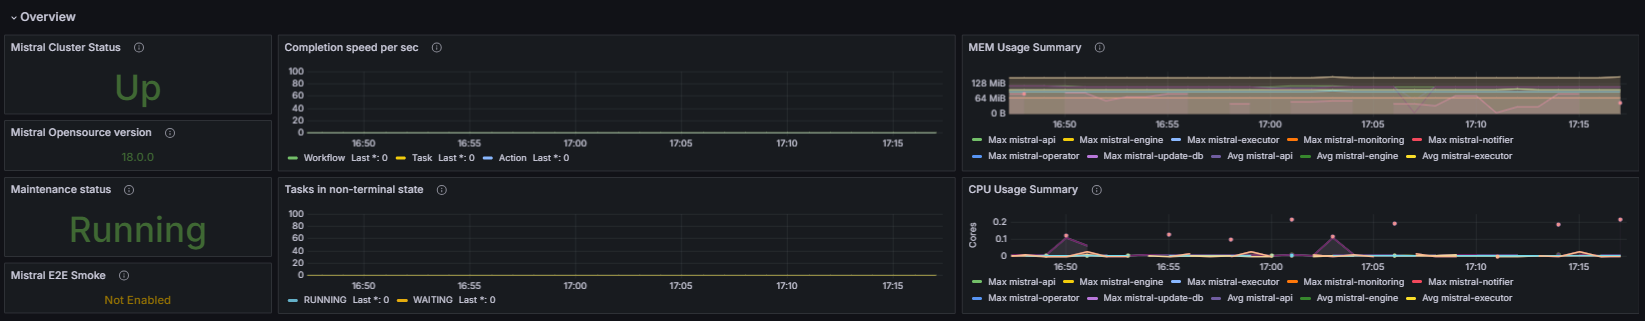 Overview
Mistral Cluster Status
Up
Mistral Opensource version
18.0.0
Maintenance status
Running
Mistral E2E Smoke
Not Enabled
Completion speed per sec
100
80
60
40
20
0
16:50 16:55 17:00 17:05 17:10 17:15
Workflow Last *: 0 Task Last *: 0 Action Last *: 0
Tasks in non-terminal state
100
80
60
40
20
0
16:50 16:55 17:00 17:05 17:10 17:15
RUNNING Last *: 0 WAITING Last *: 0
MEM Usage Summary
128 MiB
64 MiB
0 B
16:50 16:55 17:00 17:05 17:10 17:15
Max mistral-api Max mistral-engine Max mistral-executor Max mistral-monitoring Max mistral-notifier
Max mistral-operator Max mistral-update-db Avg mistral-api Avg mistral-engine Avg mistral-executor
CPU Usage Summary
Cores
0.2
0.1
0
16:50 16:55 17:00 17:05 17:10 17:15
Max mistral-api Max mistral-engine Max mistral-executor Max mistral-monitoring Max mistral-notifier
Max mistral-operator Max mistral-update-db Avg mistral-api Avg mistral-engine Avg mistral-executor